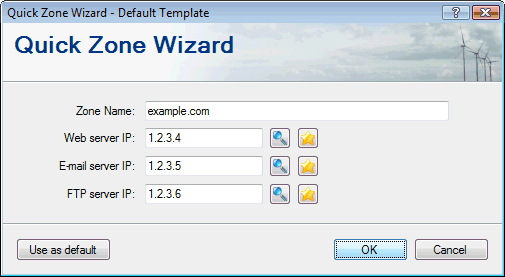 Quick Zone Wizard - Default Template
Quick Zone Wizard
Zone Name: example.com
Web server IP: 1.2.3.4
E-mail server IP: 1.2.3.5
FTP server IP: 1.2.3.6
Use as default OK Cancel